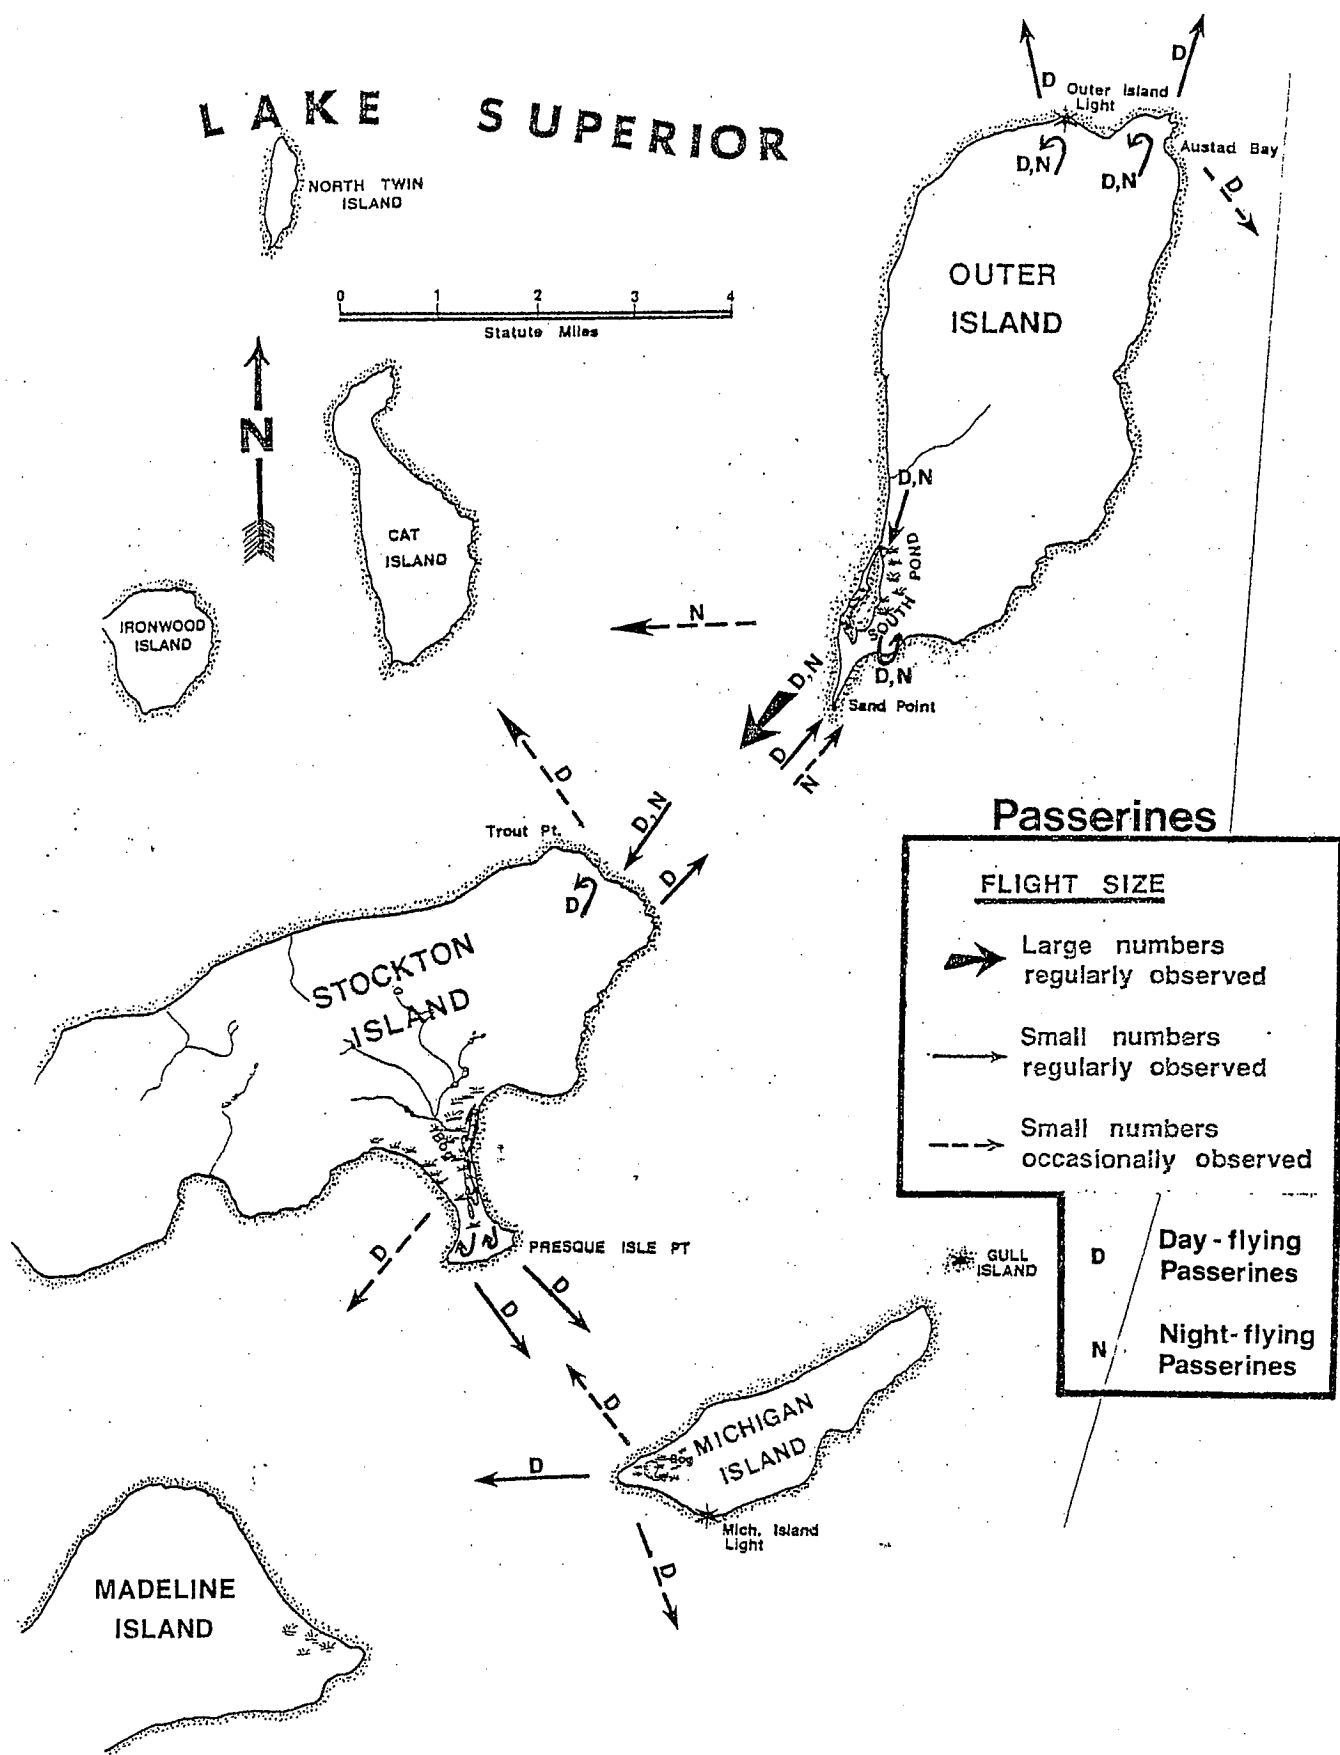 LAKE SUPERIOR
D
D
Outer Island
Light
Austad Bay
D,N
D,N
D
NORTH TWIN
ISLAND
OUTER
ISLAND
0 1 2 3 4
Statute Miles
N
D,N
CAT
ISLAND
SOUTH POND
IRONWOOD
ISLAND
N
D,N
D,N
Sand Point
D
N
D
D,N
Trout Pt.
D
D
STOCKTON
ISLAND
Bog
D
PRESQUE ISLE PT
D
D
Passerines
FLIGHT SIZE
Large numbers
regularly observed
Small numbers
regularly observed
Small numbers
occasionally observed
D Day-flying
Passerines
N Night-flying
Passerines
GULL
ISLAND
D
MICHIGAN
ISLAND
Bog
D
Mich. Island
Light
D
MADELINE
ISLAND